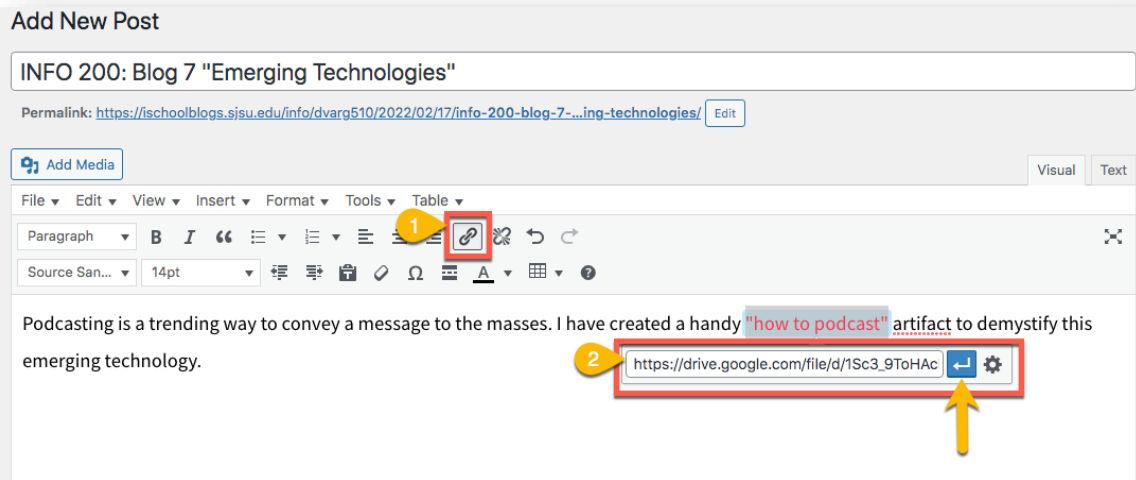 Add New Post
INFO 200: Blog 7 "Emerging Technologies"
Permalink: https://ischoolblogs.sjsu.edu/info/dvarg510/2022/02/17/info-200-blog-7-...ing-technologies/ Edit
Add Media
Visual Text
File Edit View Insert Format Tools Table
1
Paragraph B I
Source San... 14pt Ω A
Podcasting is a trending way to convey a message to the masses. I have created a handy "how to podcast" artifact to demystify this
emerging technology.
2 https://drive.google.com/file/d/1Sc3_9ToHAc